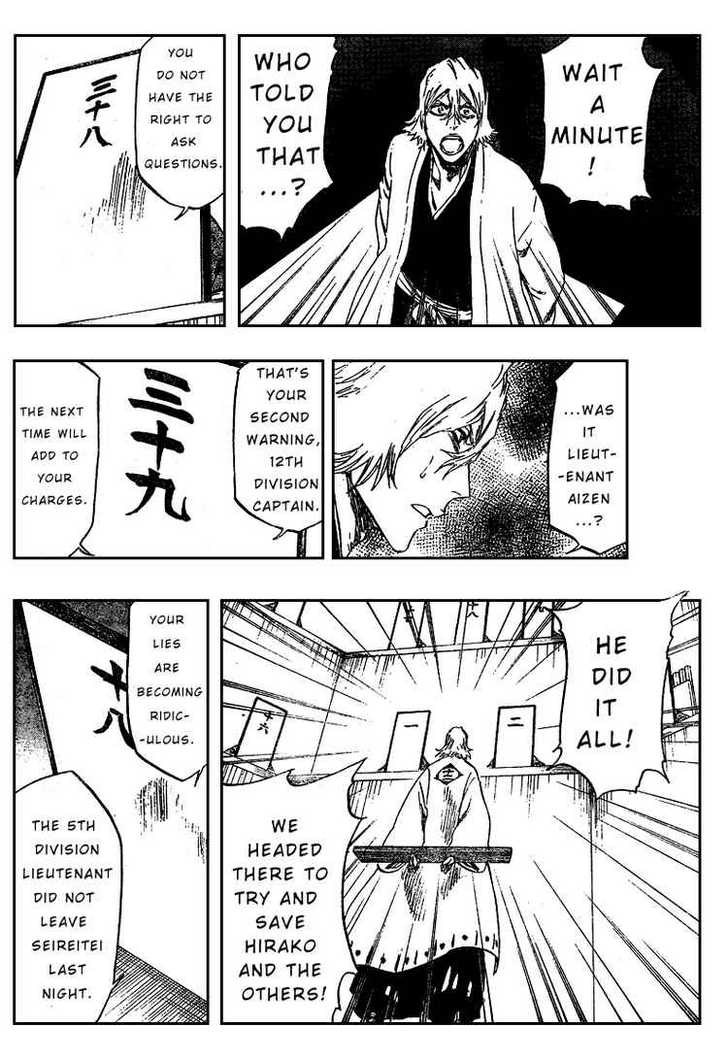 WAIT
A
MINUTE
!
WHO
TOLD
YOU
THAT
...?
YOU
DO NOT
HAVE THE
RIGHT TO
ASK
QUESTIONS.
三十八
...WAS
IT
LIEUT-
-ENANT
AIZEN
...?
THAT'S
YOUR
SECOND
WARNING,
12TH
DIVISION
CAPTAIN.
三十九
THE NEXT
TIME WILL
ADD TO
YOUR
CHARGES.
HE
DID
IT
ALL!
十八
二
一
十六
WE
HEADED
THERE TO
TRY AND
SAVE
HIRAKO
AND THE
OTHERS!
YOUR
LIES
ARE
BECOMING
RIDIC-
-ULOUS.
十八
THE 5TH
DIVISION
LIEUTENANT
DID NOT
LEAVE
SEIREITEI
LAST
NIGHT.